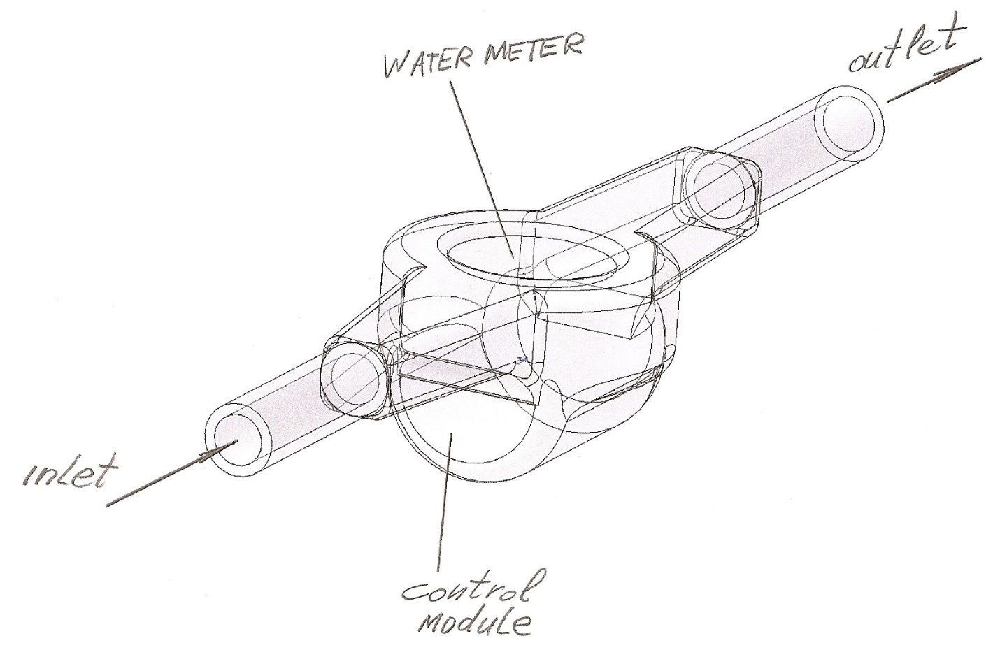 WATER METER
outlet
inlet
control
module